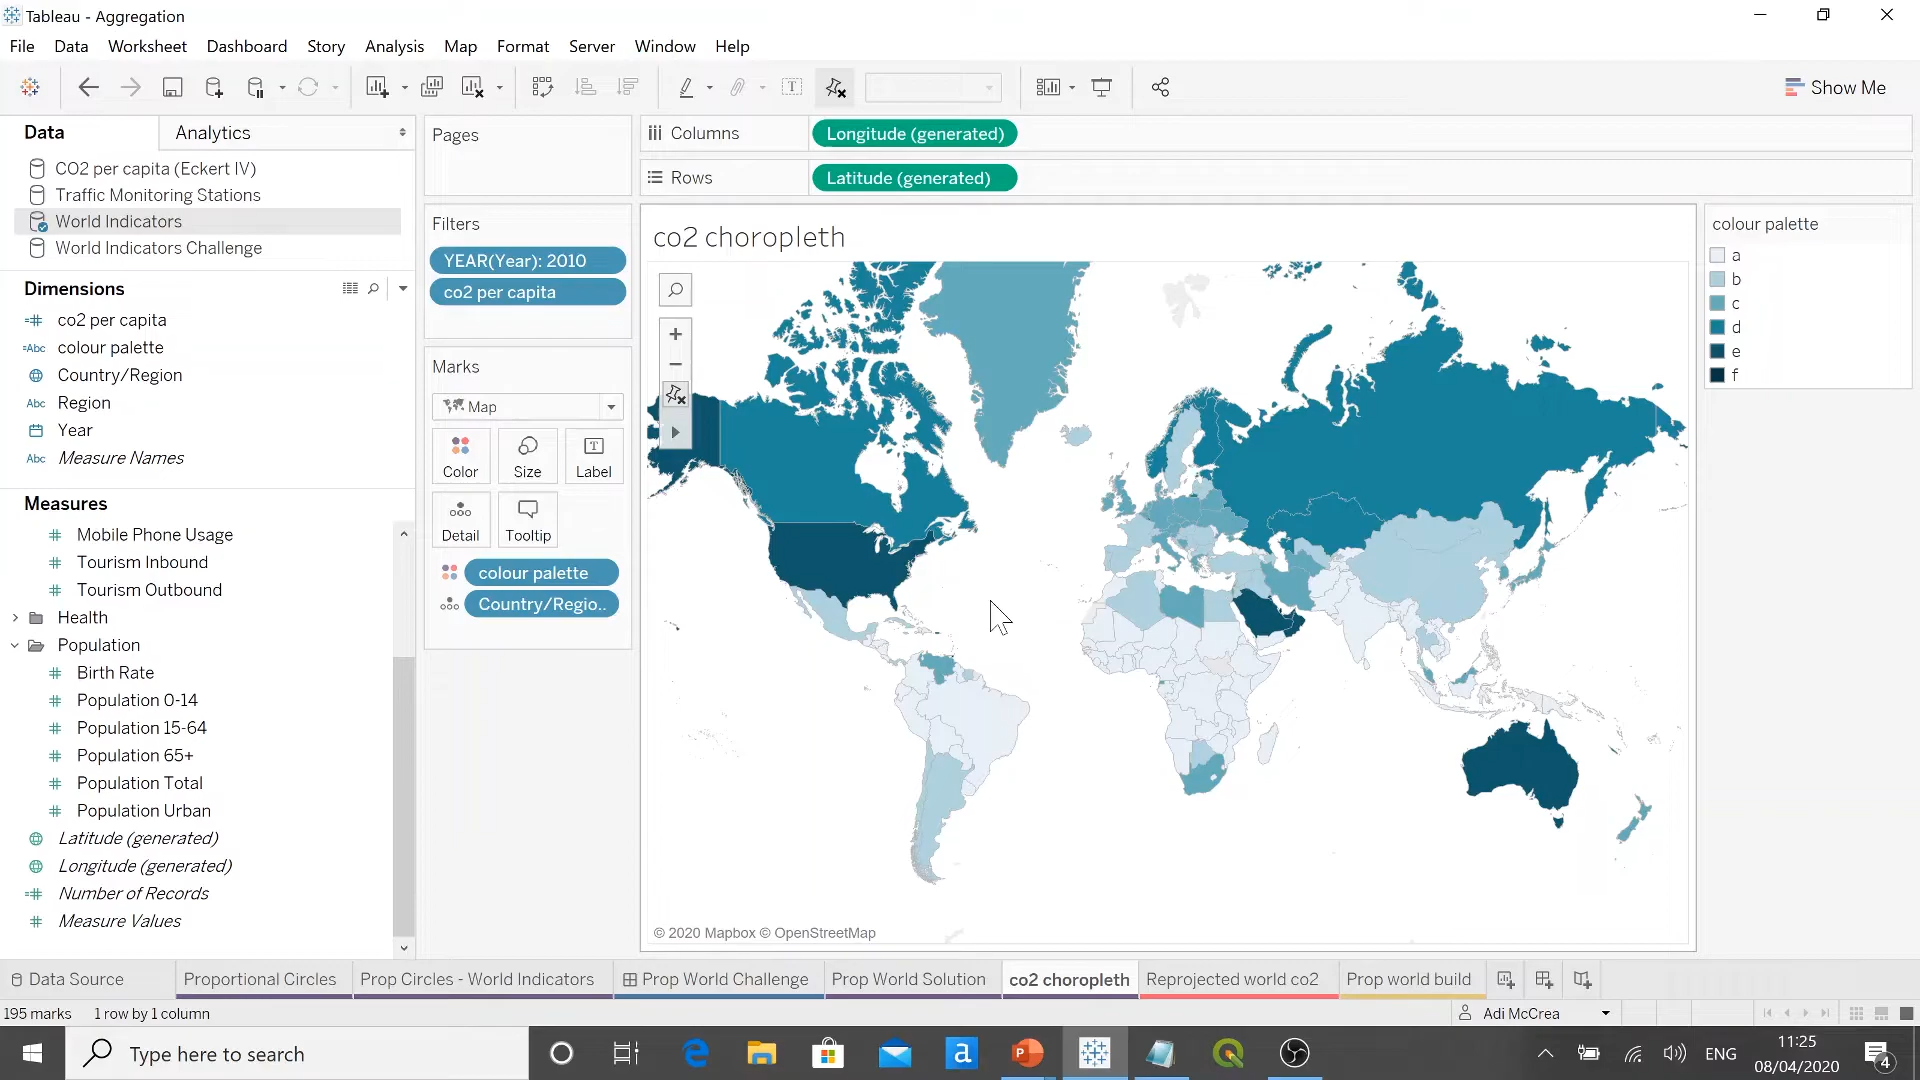 Tableau - Aggregation
File Data Worksheet Dashboard Story Analysis Map Format Server Window Help
Show Me
Data Analytics
CO2 per capita (Eckert IV)
Traffic Monitoring Stations
World Indicators
World Indicators Challenge
Dimensions
co2 per capita
Abc colour palette
Country/Region
Abc Region
Year
Abc Measure Names
Measures
Mobile Phone Usage
Tourism Inbound
Tourism Outbound
Health
Population
Birth Rate
Population 0-14
Population 15-64
Population 65+
Population Total
Population Urban
Latitude (generated)
Longitude (generated)
Number of Records
Measure Values
Pages
Filters
YEAR(Year): 2010
co2 per capita
Marks
Map
Color Size Label
Detail Tooltip
colour palette
Country/Regio..
Columns Longitude (generated)
Rows Latitude (generated)
co2 choropleth
© 2020 Mapbox © OpenStreetMap
colour palette
a
b
c
d
e
f
Data Source Proportional Circles Prop Circles - World Indicators Prop World Challenge Prop World Solution co2 choropleth Reprojected world co2 Prop world build
195 marks 1 row by 1 column Adi McCrea
Type here to search
ENG
11:25
08/04/2020
4